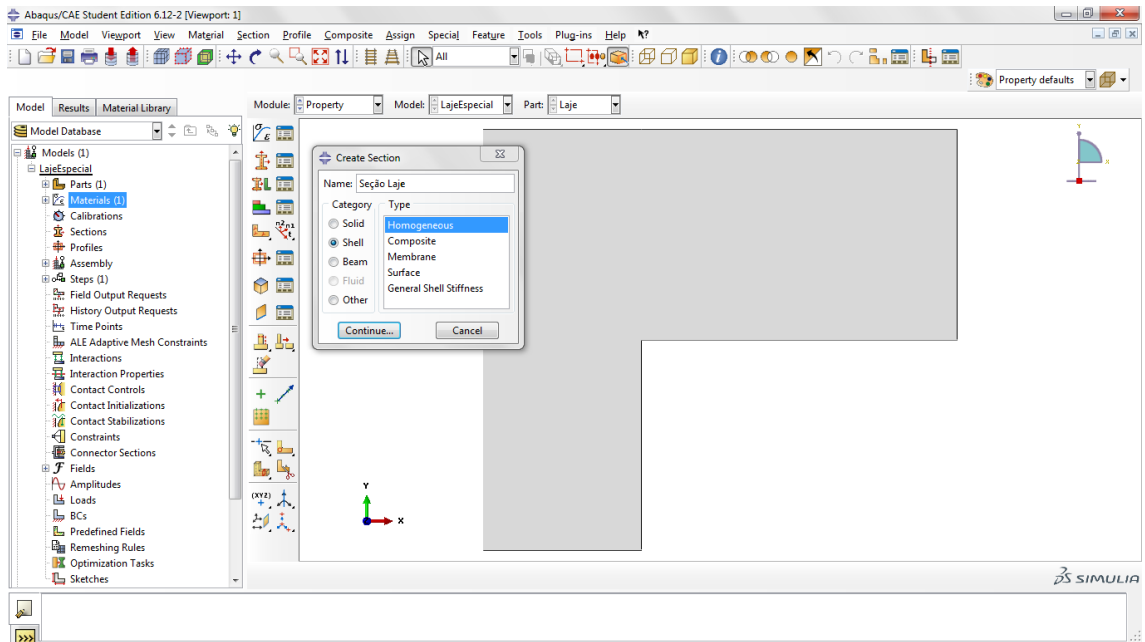 Abaqus/CAE Student Edition 6.12-2 [Viewport: 1]
File Model Viewport View Material Section Profile Composite Assign Special Feature Tools Plug-ins Help
All
Property defaults
Model Results Material Library
Module: Property Model: LajeEspecial Part: Laje
Model Database
Models (1)
LajeEspecial
Parts (1)
Materials (1)
Calibrations
Sections
Profiles
Assembly
Steps (1)
Field Output Requests
History Output Requests
Time Points
ALE Adaptive Mesh Constraints
Interactions
Interaction Properties
Contact Controls
Contact Initializations
Contact Stabilizations
Constraints
Connector Sections
Fields
Amplitudes
Loads
BCs
Predefined Fields
Remeshing Rules
Optimization Tasks
Sketches
(XYZ)
Create Section
Name: Seção Laje
Category Type
Solid
Shell
Beam
Fluid
Other
Homogeneous
Composite
Membrane
Surface
General Shell Stiffness
Continue... Cancel
Y
X
Y
X
SIMULIA
>>>